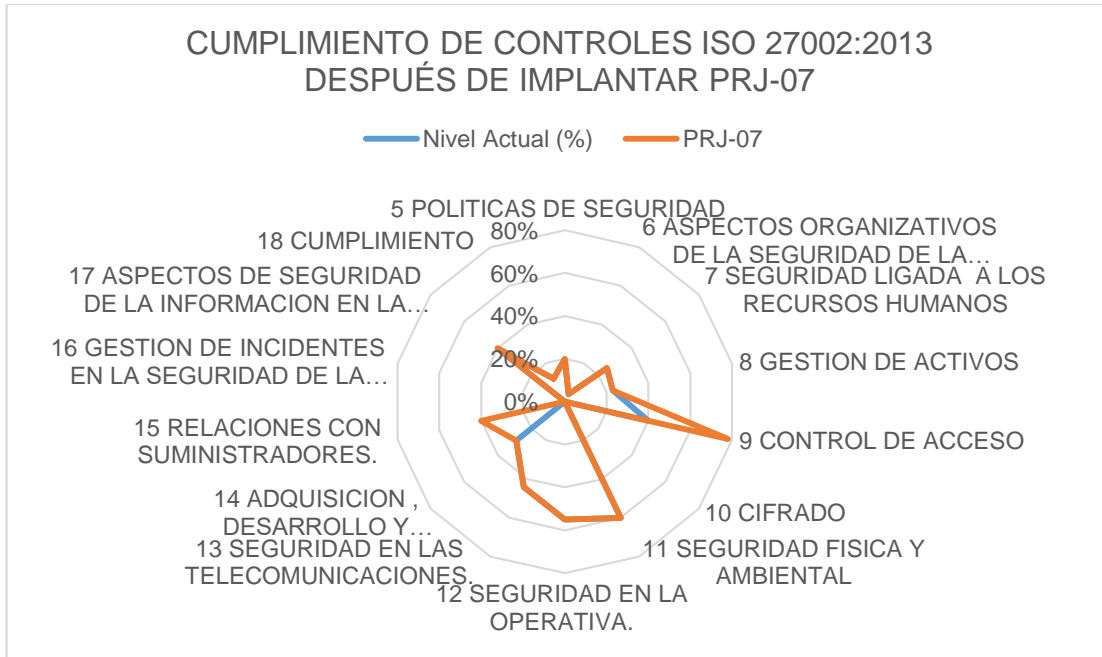 CUMPLIMIENTO DE CONTROLES ISO 27002:2013
DESPUÉS DE IMPLANTAR PRJ-07
Nivel Actual (%)
PRJ-07
5 POLITICAS DE SEGURIDAD
6 ASPECTOS ORGANIZATIVOS
DE LA SEGURIDAD DE LA…
7 SEGURIDAD LIGADA  A LOS
RECURSOS HUMANOS
8 GESTION DE ACTIVOS
9 CONTROL DE ACCESO
10 CIFRADO
11 SEGURIDAD FISICA Y
AMBIENTAL
12 SEGURIDAD EN LA
OPERATIVA.
13 SEGURIDAD EN LAS
TELECOMUNICACIONES.
14 ADQUISICION ,
DESARROLLO Y…
15 RELACIONES CON
SUMINISTRADORES.
16 GESTION DE INCIDENTES
EN LA SEGURIDAD DE LA…
17 ASPECTOS DE SEGURIDAD
DE LA INFORMACION EN LA…
18 CUMPLIMIENTO
80%
60%
40%
20%
0%